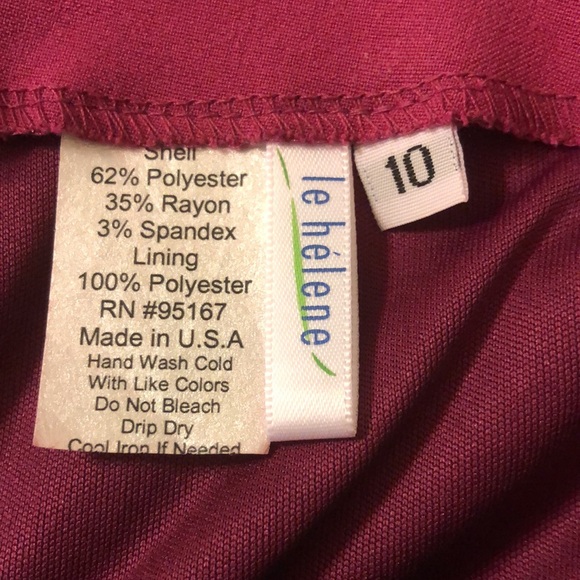 Shell
62% Polyester
35% Rayon
3% Spandex
Lining
100% Polyester
RN #95167
Made in U.S.A
Hand Wash Cold
With Like Colors
Do Not Bleach
Drip Dry
Cool Iron If Needed
le hélene
10